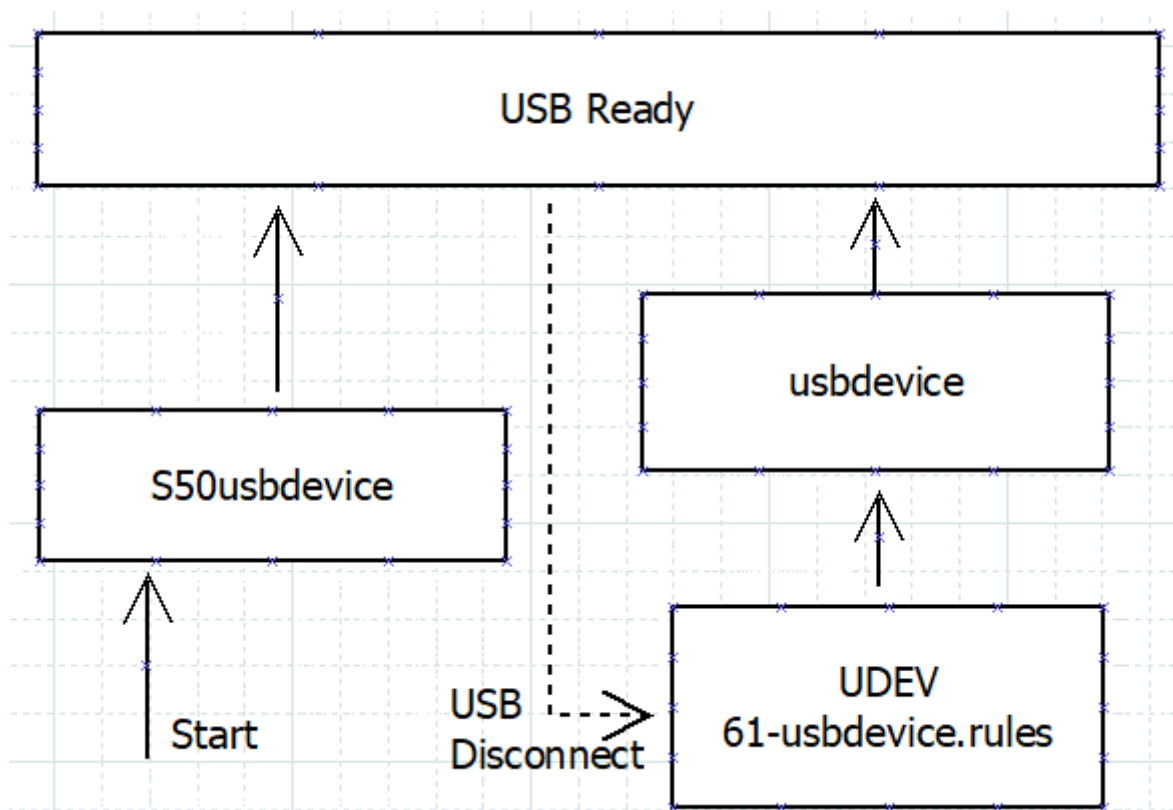 USB Ready
usbdevice
S50usbdevice
Start
USB
Disconnect
UDEV
61-usbdevice.rules